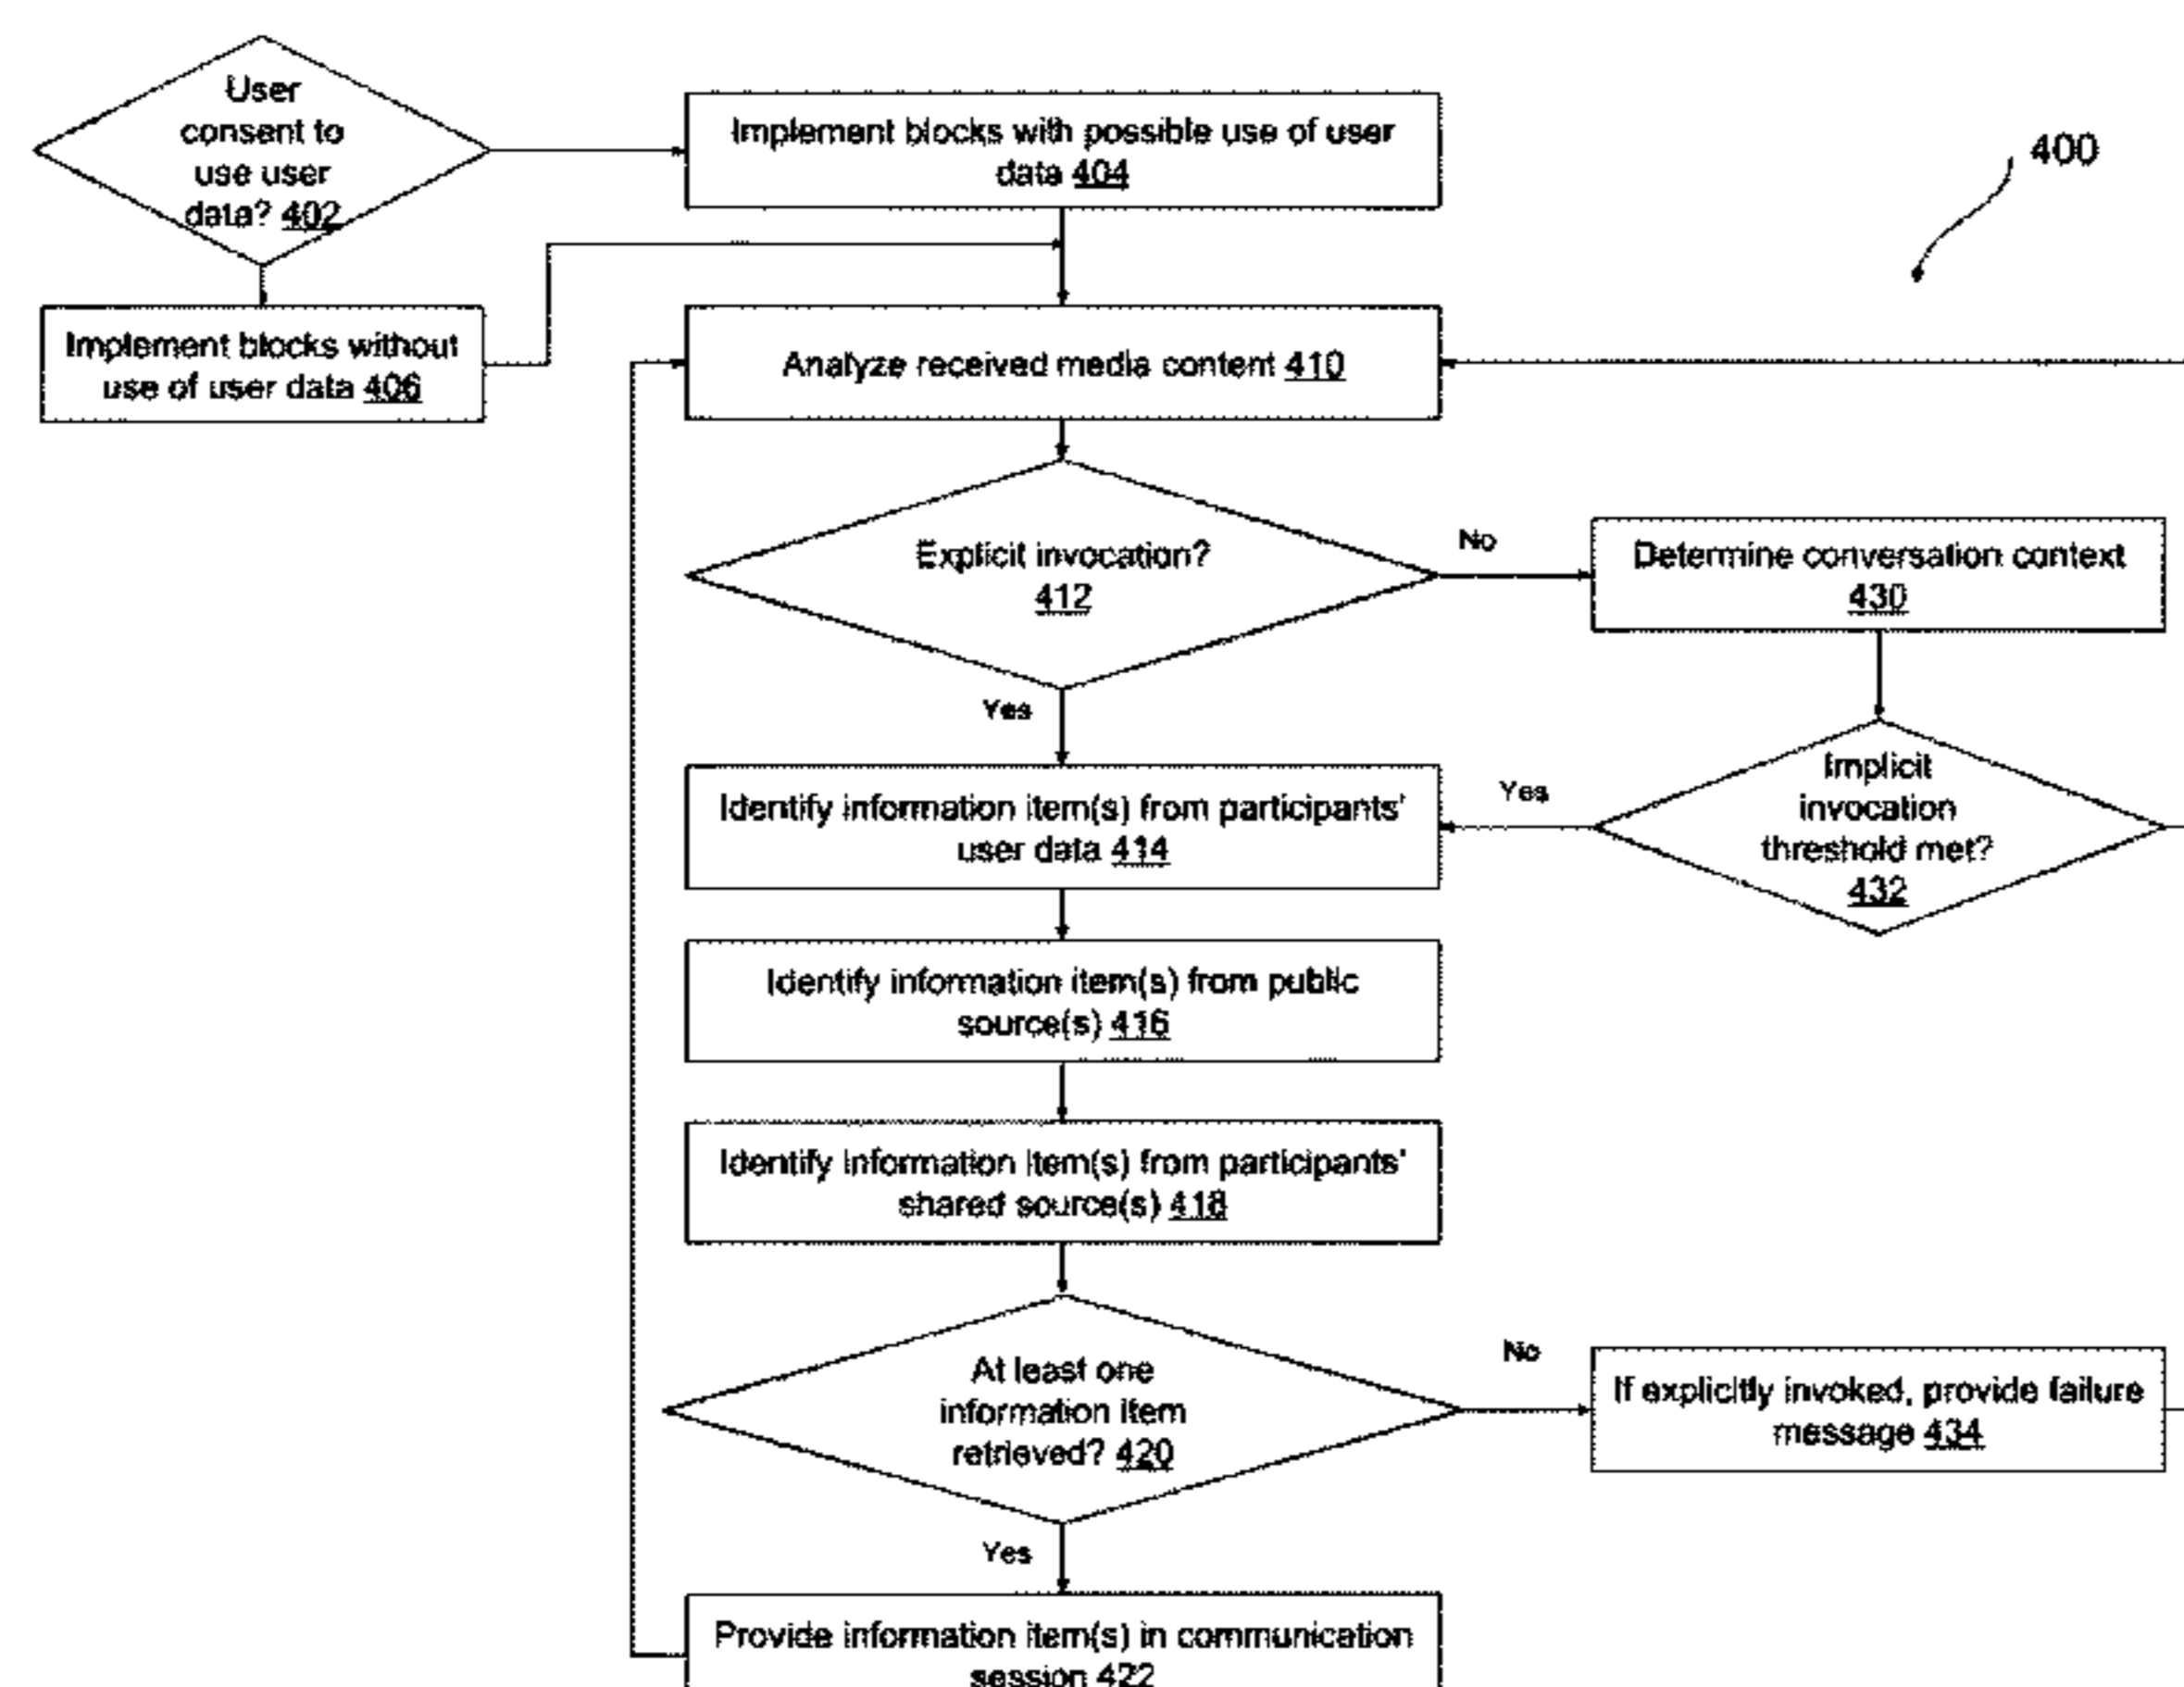 User
consent to
use user
data? 402
Implement blocks with possible use of user
data 404
400
Implement blocks without
use of user data 406
Analyze received media content 410
Explicit invocation?
412
No
Determine conversation context
430
Yes
Identify information item(s) from participants'
user data 414
Yes
Implicit
invocation
threshold met?
432
Identify information item(s) from public
source(s) 416
Identify information item(s) from participants'
shared source(s) 418
At least one
information item
retrieved? 420
No
If explicitly invoked, provide failure
message 434
Yes
Provide information item(s) in communication
session 422